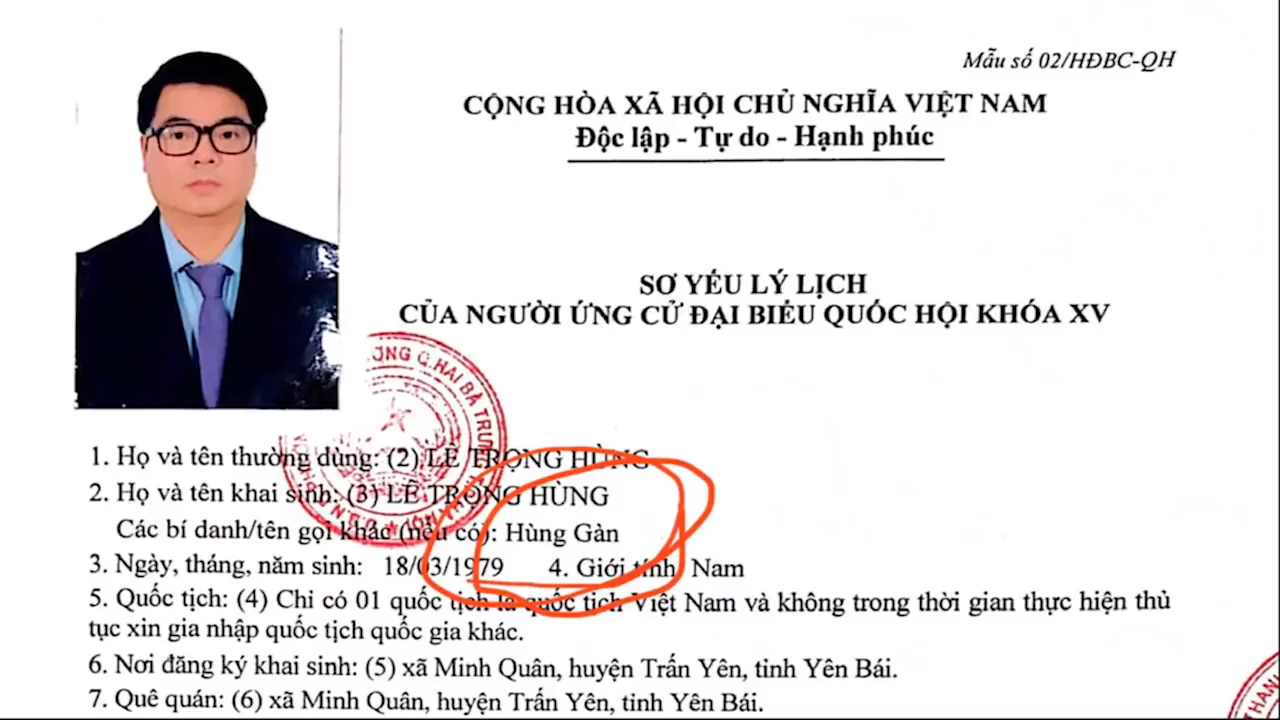 Mẫu số 02/HĐBC-QH
CỘNG HÒA XÃ HỘI CHỦ NGHĨA VIỆT NAM
Độc lập - Tự do - Hạnh phúc
SƠ YẾU LÝ LỊCH
CỦA NGƯỜI ỨNG CỬ ĐẠI BIỂU QUỐC HỘI KHÓA XV
ƯƠNG Q.HAI BÀ TRƯN
1. Họ và tên thường dùng: (2) LÊ TRỌNG HÙNG
2. Họ và tên khai sinh: (3) LÊ TRỌNG HÙNG
Các bí danh/tên gọi khác (nếu có): Hùng Gàn
3. Ngày, tháng, năm sinh: 18/03/1979 4. Giới tính Nam
5. Quốc tịch: (4) Chỉ có 01 quốc tịch là quốc tịch Việt Nam và không trong thời gian thực hiện thủ
tục xin gia nhập quốc tịch quốc gia khác.
6. Nơi đăng ký khai sinh: (5) xã Minh Quân, huyện Trấn Yên, tỉnh Yên Bái.
7. Quê quán: (6) xã Minh Quân, huyện Trấn Yên, tỉnh Yên Bái.